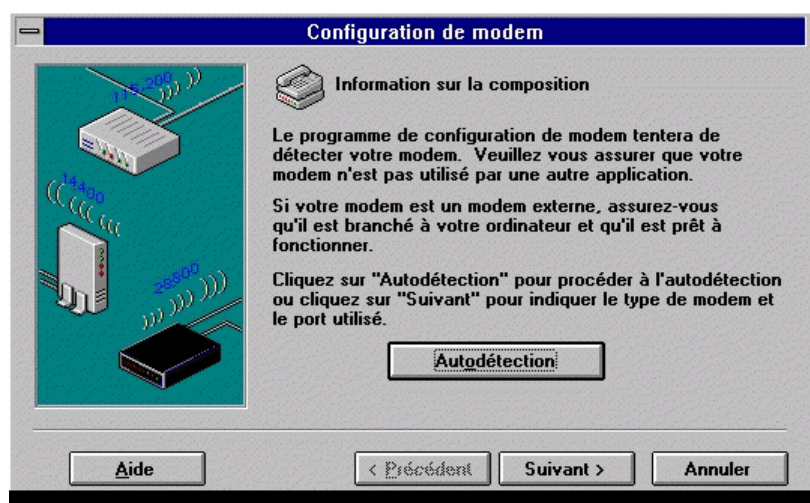 Configuration de modem
115,200
14400
28800
Information sur la composition
Le programme de configuration de modem tentera de
détecter votre modem. Veuillez vous assurer que votre
modem n'est pas utilisé par une autre application.
Si votre modem est un modem externe, assurez-vous
qu'il est branché à votre ordinateur et qu'il est prêt à
fonctionner.
Cliquez sur "Autodétection" pour procéder à l'autodétection
ou cliquez sur "Suivant" pour indiquer le type de modem et
le port utilisé.
Autodétection
Aide
< Précédent
Suivant >
Annuler